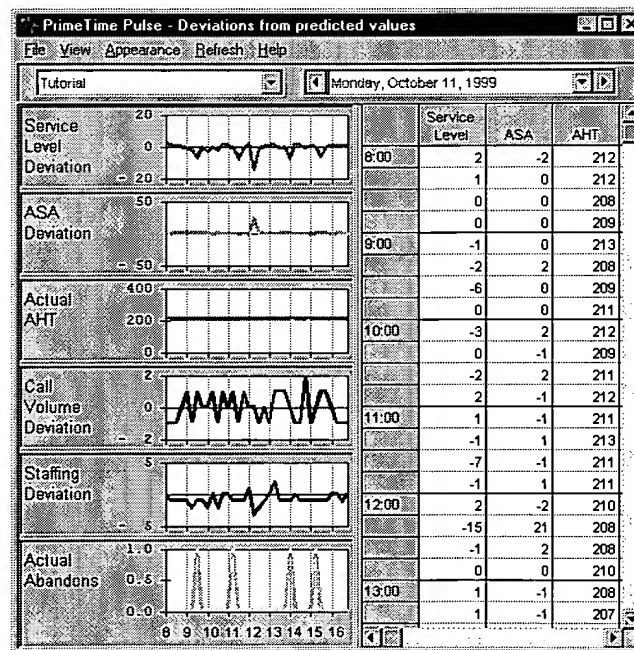 PrimeTime Pulse - Deviations from predicted values
File View Appearance Refresh Help
Tutorial
Monday, October 11, 1999
Service Level Deviation
20
0
- 20
ASA Deviation
50
- 50
Actual AHT
400
200
0
Call Volume Deviation
2
0
- 2
Staffing Deviation
5
- 5
Actual Abandons
1.0
0.5
0.0
8 9 10 11 12 13 14 15 16
Service Level ASA AHT
8:00 2 -2 212
1 0 212
0 0 208
0 0 209
9:00 -1 0 213
-2 2 208
-6 0 209
0 0 211
10:00 -3 2 212
0 -1 209
-2 2 211
2 -1 212
11:00 1 -1 211
-1 1 213
-7 -1 211
-1 1 211
12:00 2 -2 210
-15 21 208
-1 2 208
0 0 210
13:00 1 -1 208
1 -1 207